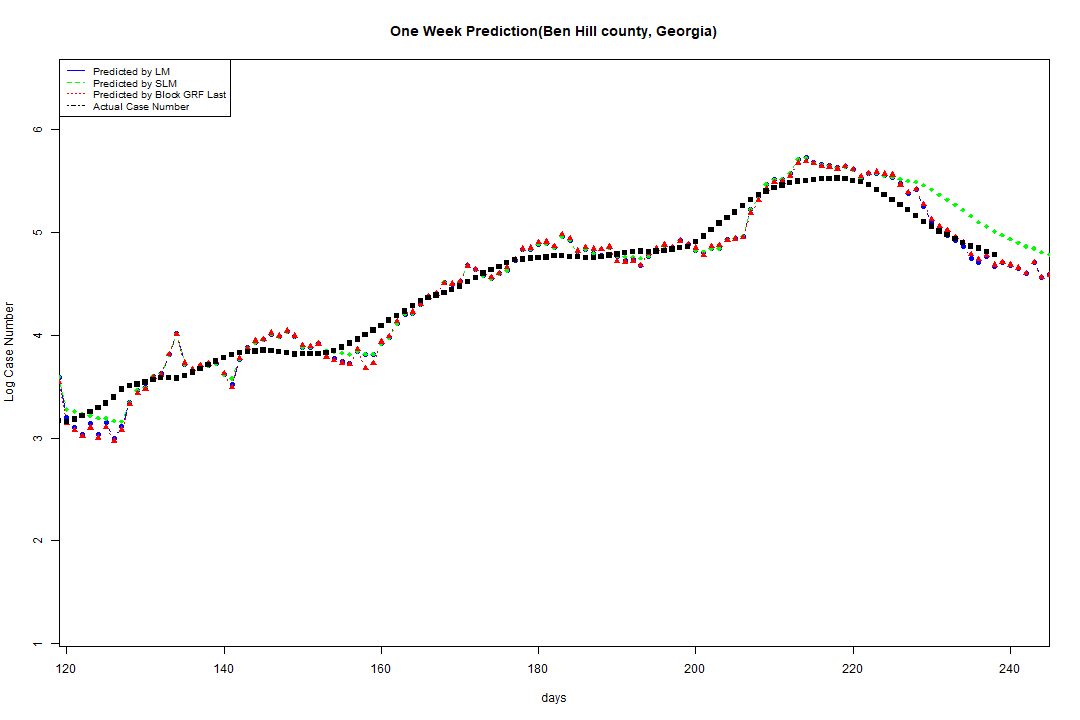 One Week Prediction(Ben Hill county, Georgia)
Predicted by LM
Predicted by SLM
Predicted by Block GRF Last
Actual Case Number
Log Case Number
6
5
4
3
2
1
120 140 160 180 200 220 240
days